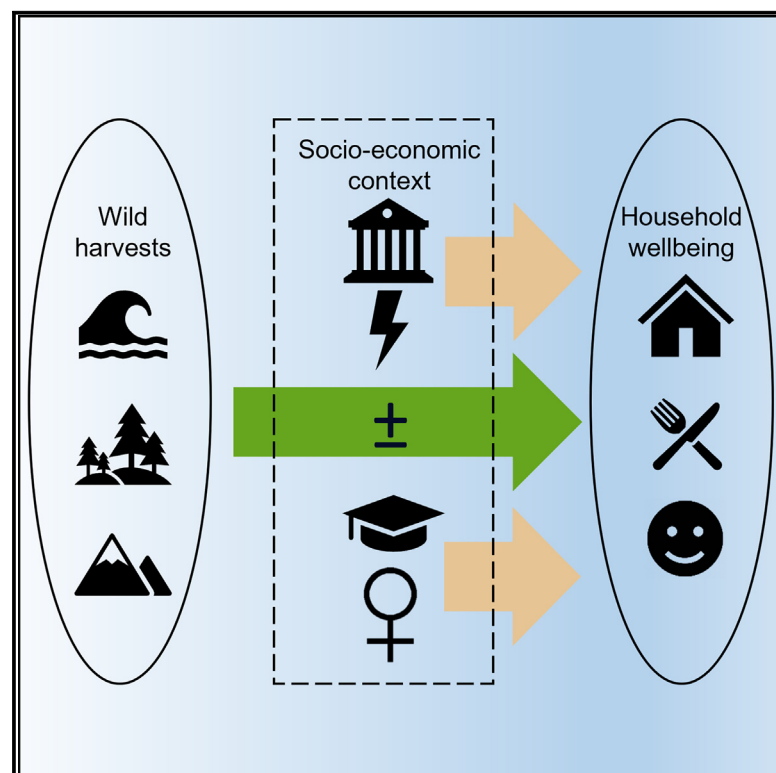 Socio-economic
context
Wild
harvests
Household
wellbeing
±